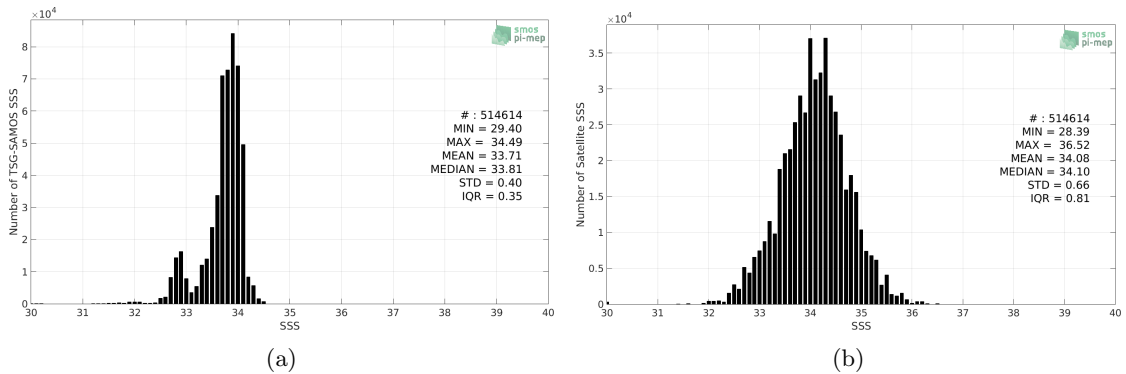 ×10⁴
8
7
6
5
4
3
2
1
0
30 31 32 33 34 35 36 37 38 39 40
SSS
Number of TSG-SAMOS SSS
smos
pi-mep
# : 514614
MIN = 29.40
MAX = 34.49
MEAN = 33.71
MEDIAN = 33.81
STD = 0.40
IQR = 0.35
(a)
×10⁴
3.5
3
2.5
2
1.5
1
0.5
0
30 31 32 33 34 35 36 37 38 39 40
SSS
Number of Satellite SSS
smos
pi-mep
# : 514614
MIN = 28.39
MAX = 36.52
MEAN = 34.08
MEDIAN = 34.10
STD = 0.66
IQR = 0.81
(b)